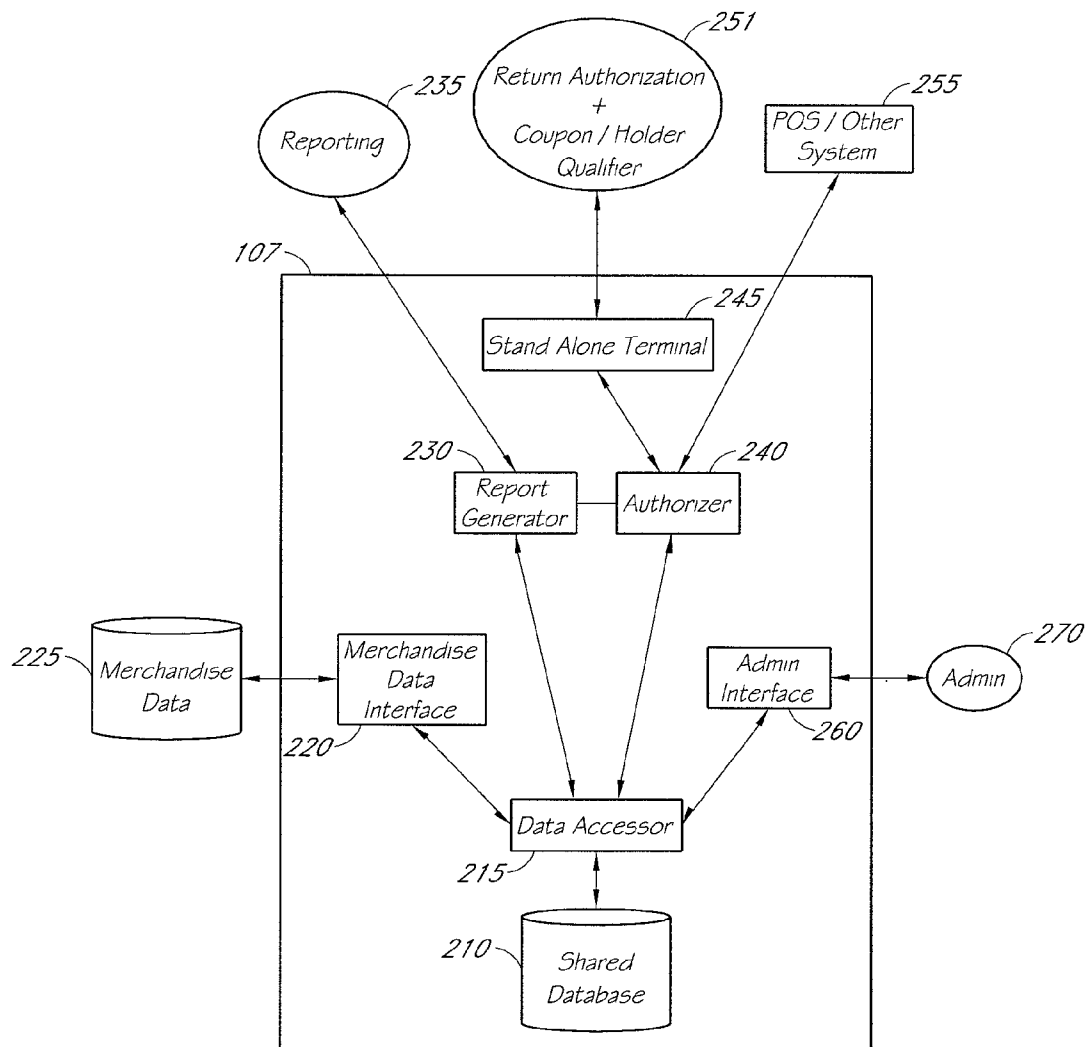 251
Return Authorization
+
Coupon / Holder
Qualifier
235
Reporting
255
POS / Other
System
107
245
Stand Alone Terminal
230
Report
Generator
240
Authorizer
225
Merchandise
Data
Merchandise
Data
Interface
220
Admin
Interface
260
270
Admin
Data Accessor
215
210
Shared
Database